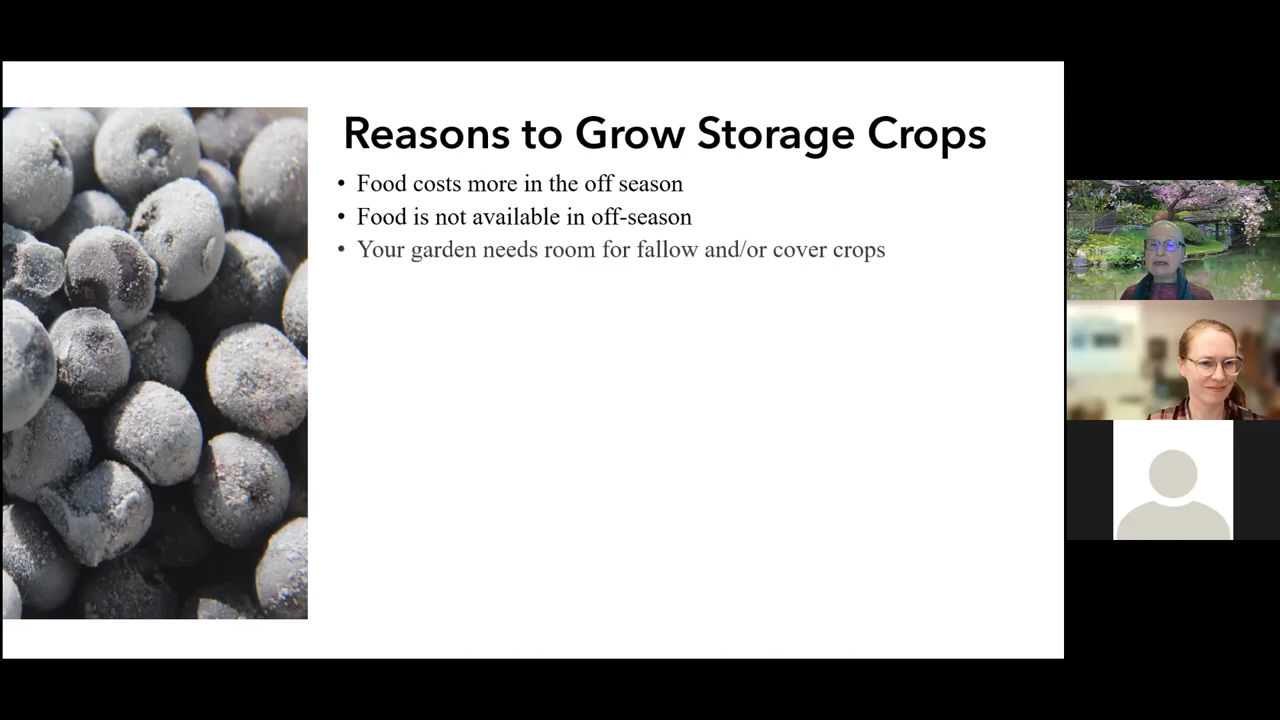 Reasons to Grow Storage Crops
• Food costs more in the off season
• Food is not available in off-season
• Your garden needs room for fallow and/or cover crops